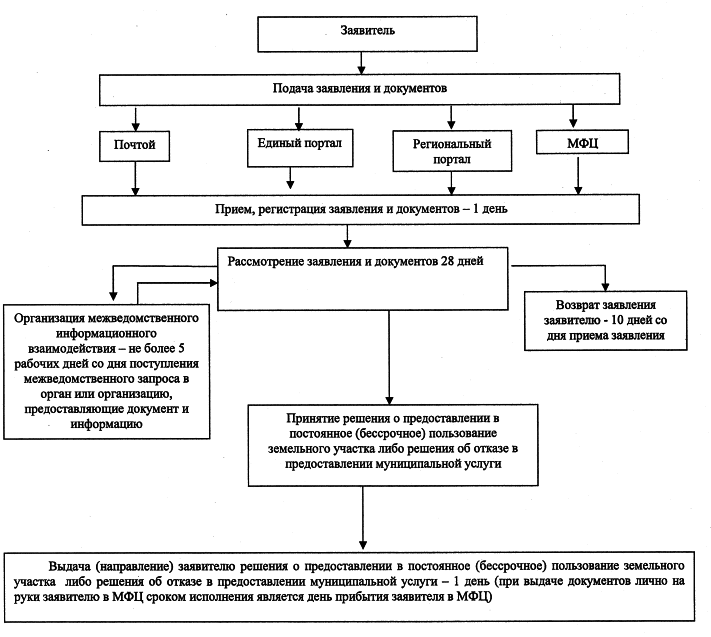 Заявитель
Подача заявления и документов
Почтой
Единый портал
Региональный
портал
МФЦ
Прием, регистрация заявления и документов – 1 день
Рассмотрение заявления и документов 28 дней
Организация межведомственного
информационного
взаимодействия – не более 5
рабочих дней со дня поступления
межведомственного запроса в
орган или организацию,
предоставляющие документ и
информацию
Возврат заявления
заявителю - 10 дней со
дня приема заявления
Принятие решения о предоставлении в
постоянное (бессрочное) пользование
земельного участка либо решения об отказе в
предоставлении муниципальной услуги
Выдача (направление) заявителю решения о предоставлении в постоянное (бессрочное) пользование земельного
участка либо решения об отказе в предоставлении муниципальной услуги – 1 день (при выдаче документов лично на
руки заявителю в МФЦ сроком исполнения является день прибытия заявителя в МФЦ)